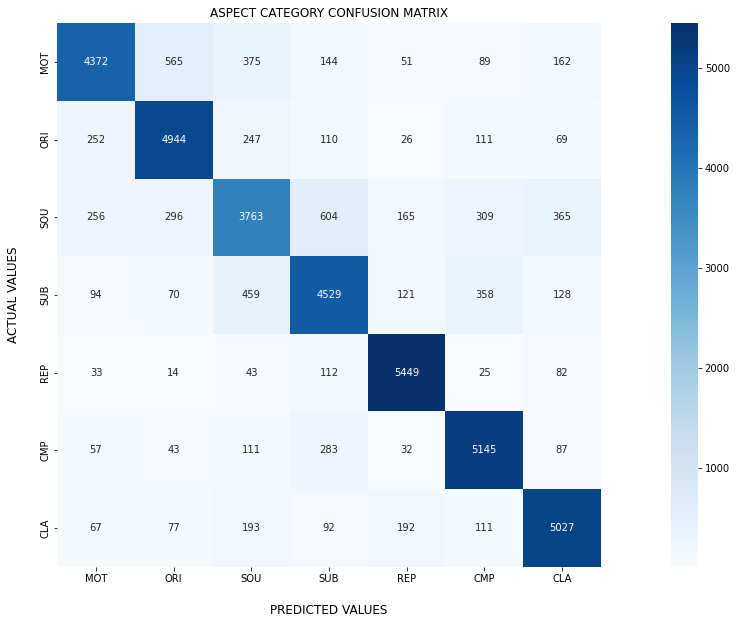 ASPECT CATEGORY CONFUSION MATRIX
MOT 4372 565 375 144 51 89 162
ORI 252 4944 247 110 26 111 69
SOU 256 296 3763 604 165 309 365
SUB 94 70 459 4529 121 358 128
REP 33 14 43 112 5449 25 82
CMP 57 43 111 283 32 5145 87
CLA 67 77 193 92 192 111 5027
MOT ORI SOU SUB REP CMP CLA
ACTUAL VALUES
PREDICTED VALUES
5000
4000
3000
2000
1000